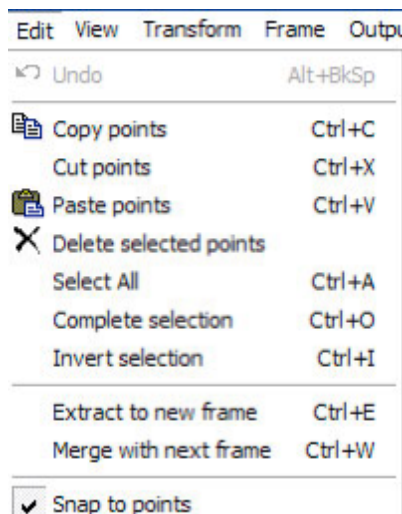 Edit View Transform Frame Outpu
Undo Alt+BkSp
Copy points Ctrl+C
Cut points Ctrl+X
Paste points Ctrl+V
Delete selected points
Select All Ctrl+A
Complete selection Ctrl+O
Invert selection Ctrl+I
Extract to new frame Ctrl+E
Merge with next frame Ctrl+W
Snap to points